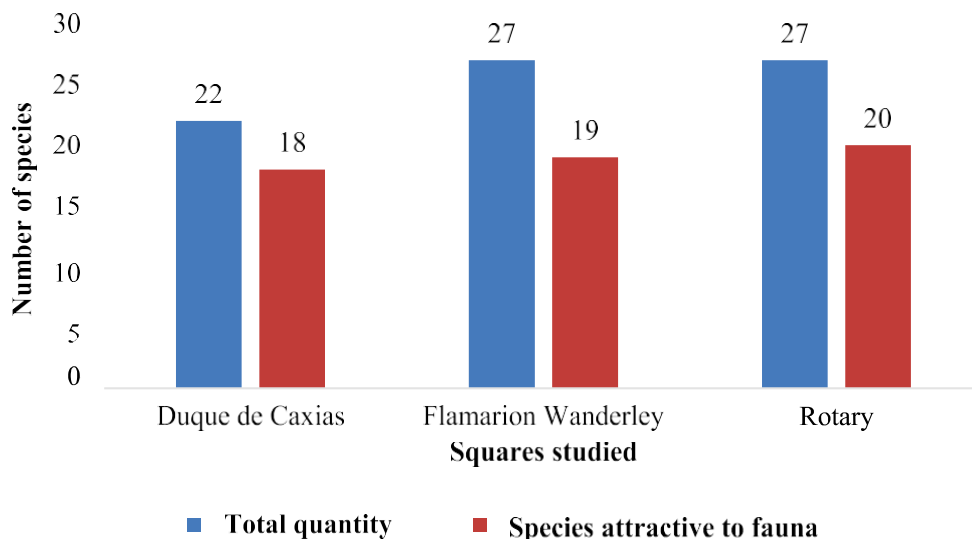 30
25
20
15
10
5
0
Number of species
22
18
27
19
27
20
Duque de Caxias
Flamarion Wanderley
Rotary
Squares studied
Total quantity
Species attractive to fauna